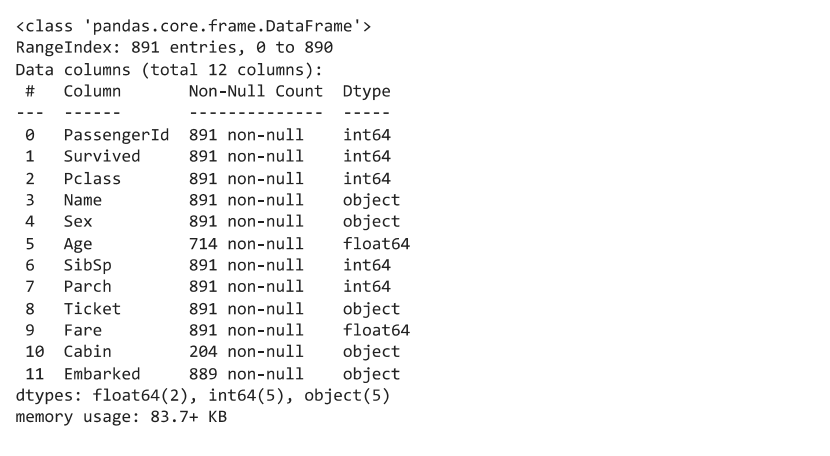 <class 'pandas.core.frame.DataFrame'>
RangeIndex: 891 entries, 0 to 890
Data columns (total 12 columns):
 #   Column       Non-Null Count  Dtype
---  ------       --------------  -----
 0   PassengerId  891 non-null    int64
 1   Survived     891 non-null    int64
 2   Pclass       891 non-null    int64
 3   Name         891 non-null    object
 4   Sex          891 non-null    object
 5   Age          714 non-null    float64
 6   SibSp        891 non-null    int64
 7   Parch        891 non-null    int64
 8   Ticket       891 non-null    object
 9   Fare         891 non-null    float64
 10  Cabin        204 non-null    object
 11  Embarked     889 non-null    object
dtypes: float64(2), int64(5), object(5)
memory usage: 83.7+ KB